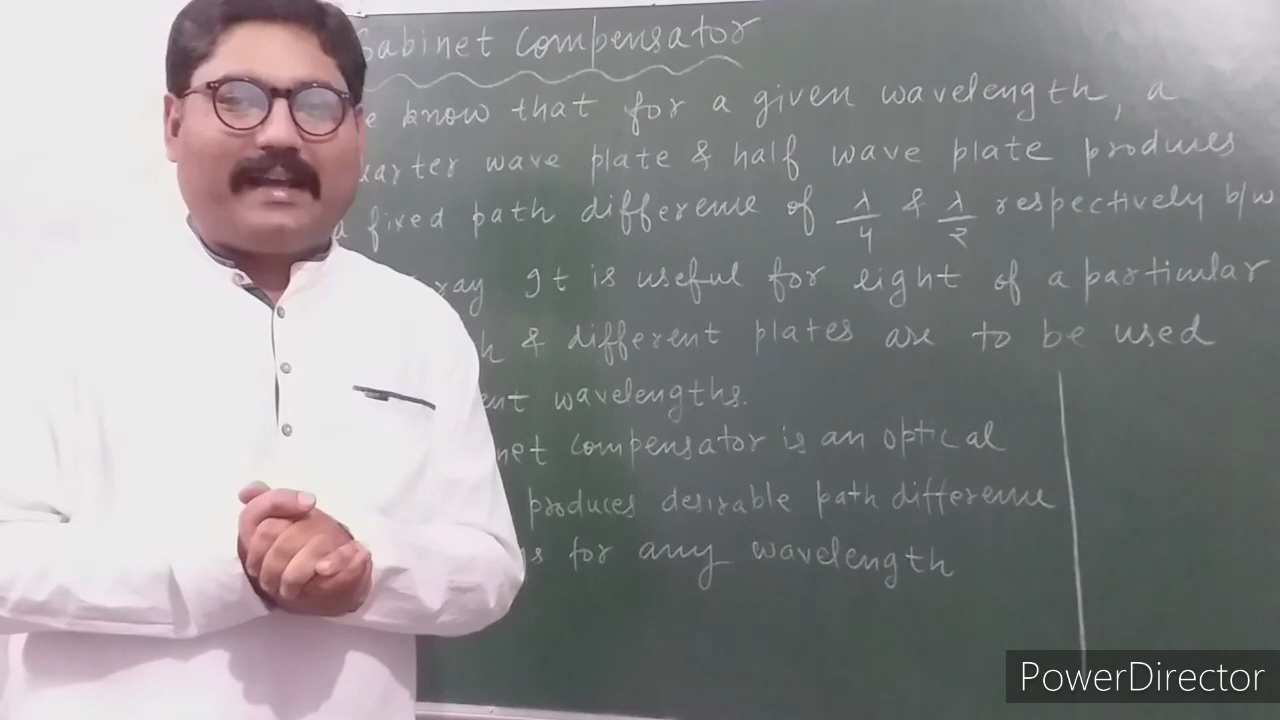 Babinet Compensator
know that for a given wavelength, a
wave plate & half wave plate produces
a fixed path difference of λ/4 & λ/2 respectively b/w
ray It is useful for light of a particular
& different plates are to be used
wavelengths.
compensator is an optical
produces desirable path difference
for any wavelength
PowerDirector